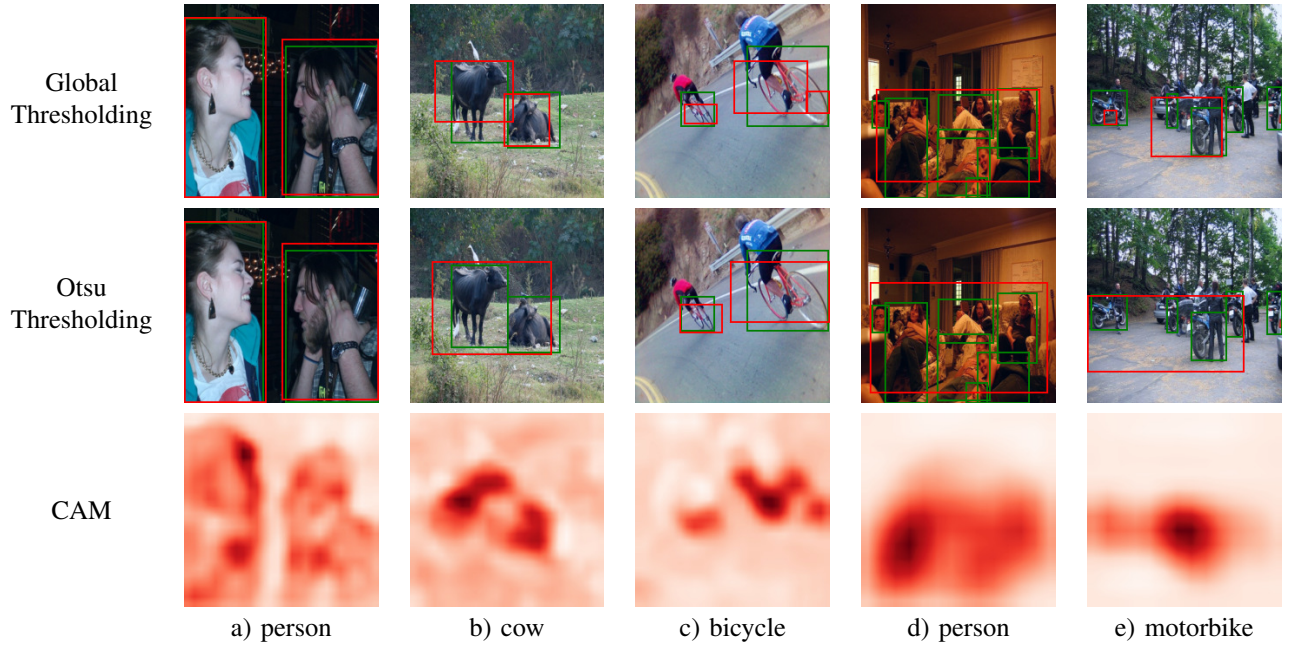 Global
Thresholding
Otsu
Thresholding
CAM
a) person
b) cow
c) bicycle
d) person
e) motorbike